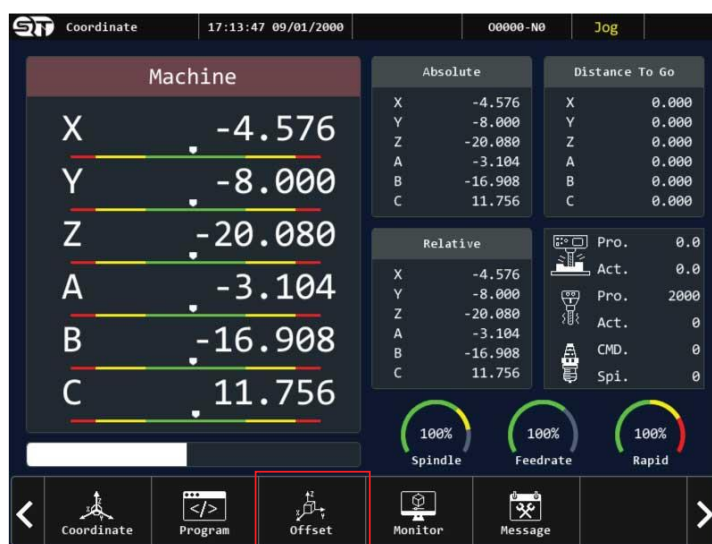 Coordinate 17:13:47 09/01/2000 O0000-N0 Jog
Machine
X -4.576
Y -8.000
Z -20.080
A -3.104
B -16.908
C 11.756
Absolute
X -4.576
Y -8.000
Z -20.080
A -3.104
B -16.908
C 11.756
Distance To Go
X 0.000
Y 0.000
Z 0.000
A 0.000
B 0.000
C 0.000
Relative
X -4.576
Y -8.000
Z -20.080
A -3.104
B -16.908
C 11.756
Pro. 0.0
Act. 0.0
Pro. 2000
Act. 0
CMD. 0
Spi. 0
100% 100% 100%
Spindle Feedrate Rapid
Coordinate Program Offset Monitor Message